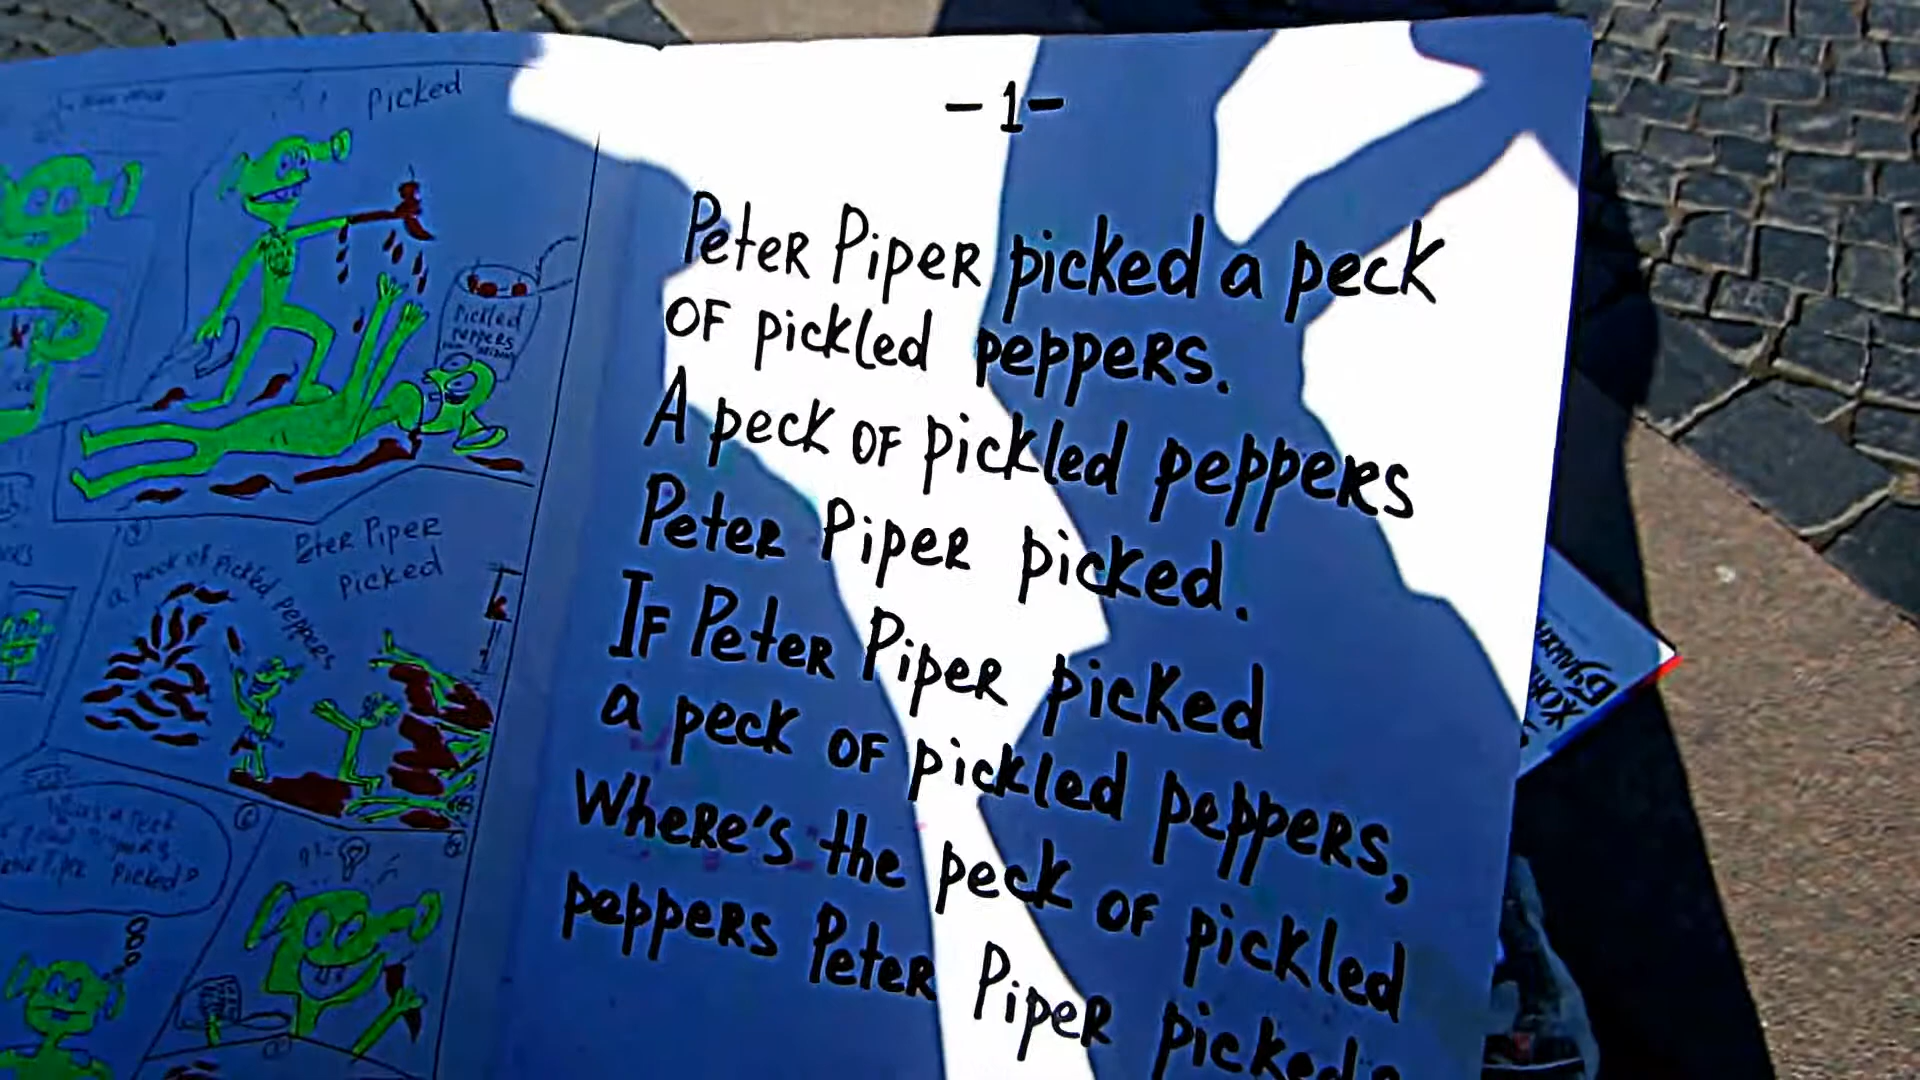 Picked
Pickled
peppers
a peck of pickled peppers
Peter Piper
picked
picked?
- 1 -
Peter Piper picked a peck
of pickled peppers.
A peck of pickled peppers
Peter Piper picked.
If Peter Piper picked
a peck of pickled peppers,
Where's the peck of pickled
peppers Peter Piper picked?